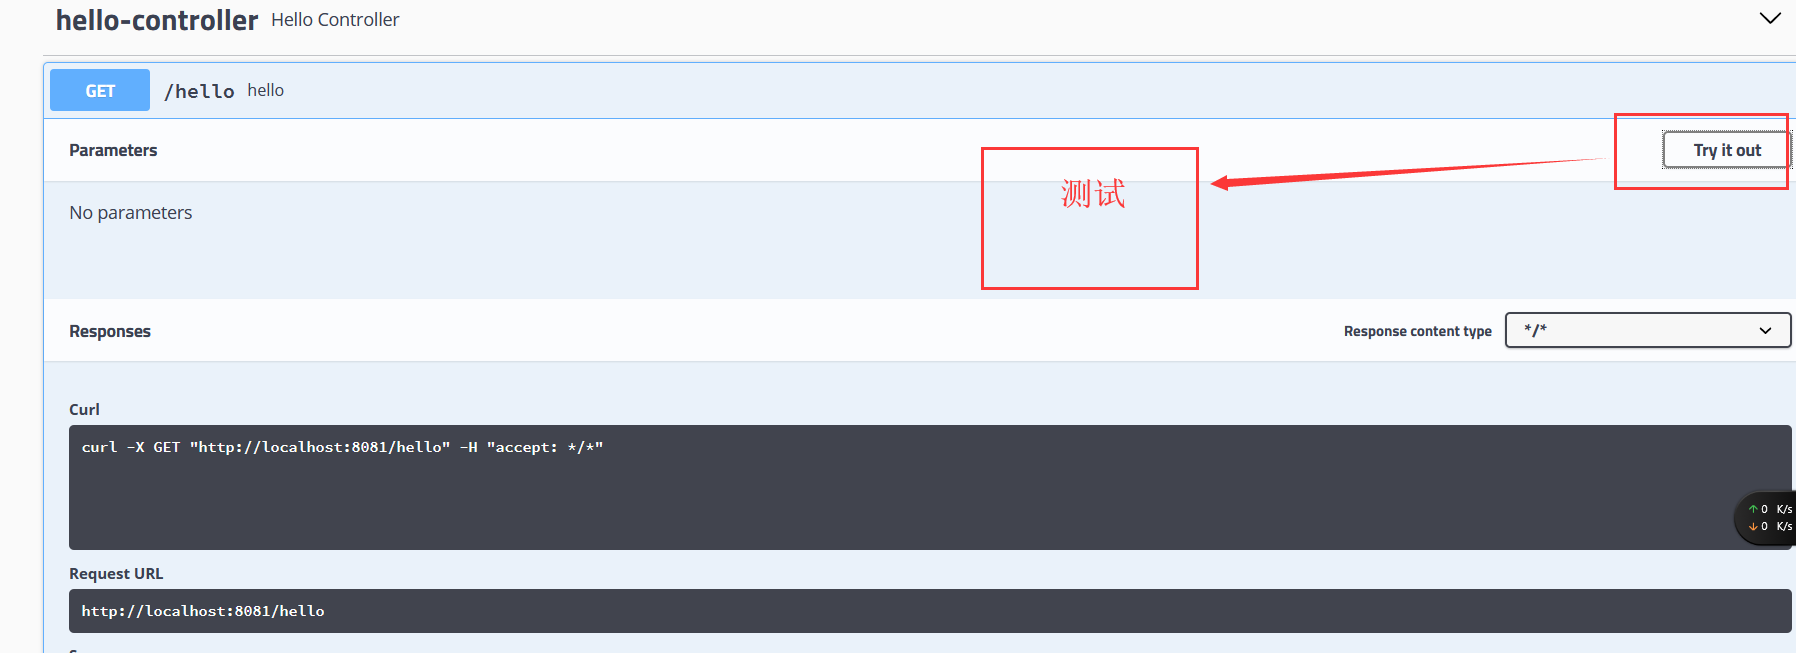 hello-controller Hello Controller
GET /hello hello
Parameters Try it out
测试
No parameters
Responses Response content type */*
Curl
curl -X GET "http://localhost:8081/hello" -H "accept: */*"
↑ 0 K/s
↓ 0 K/s
Request URL
http://localhost:8081/hello